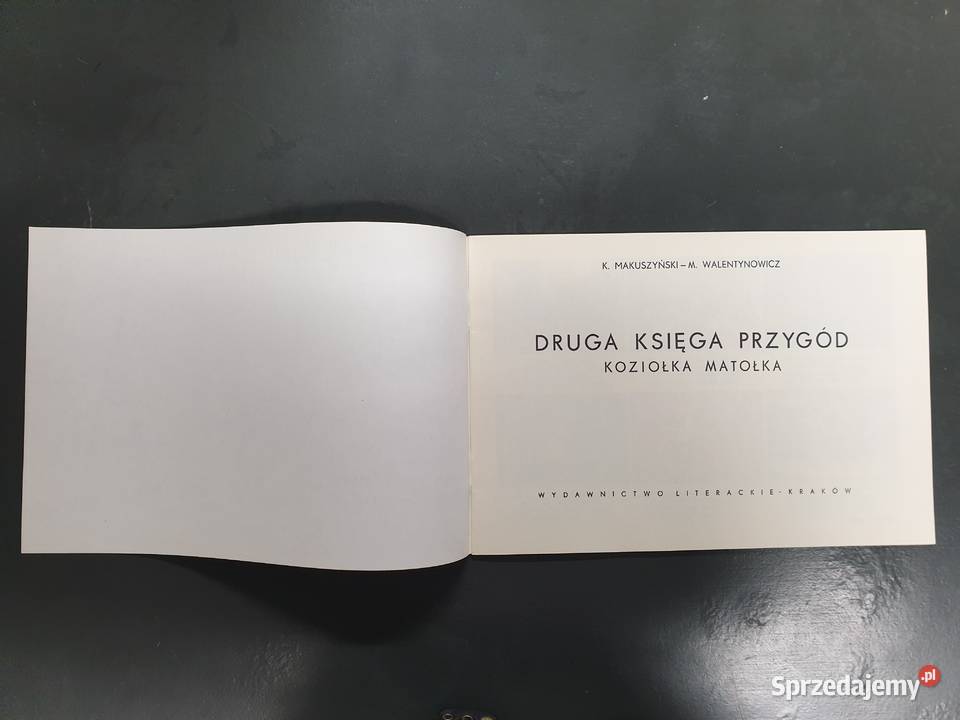 K. MAKUSZYŃSKI – M. WALENTYNOWICZ
DRUGA KSIĘGA PRZYGÓD
KOZIOŁKA MATOŁKA
WYDAWNICTWO LITERACKIE - KRAKÓW
Sprzedajemy.pl